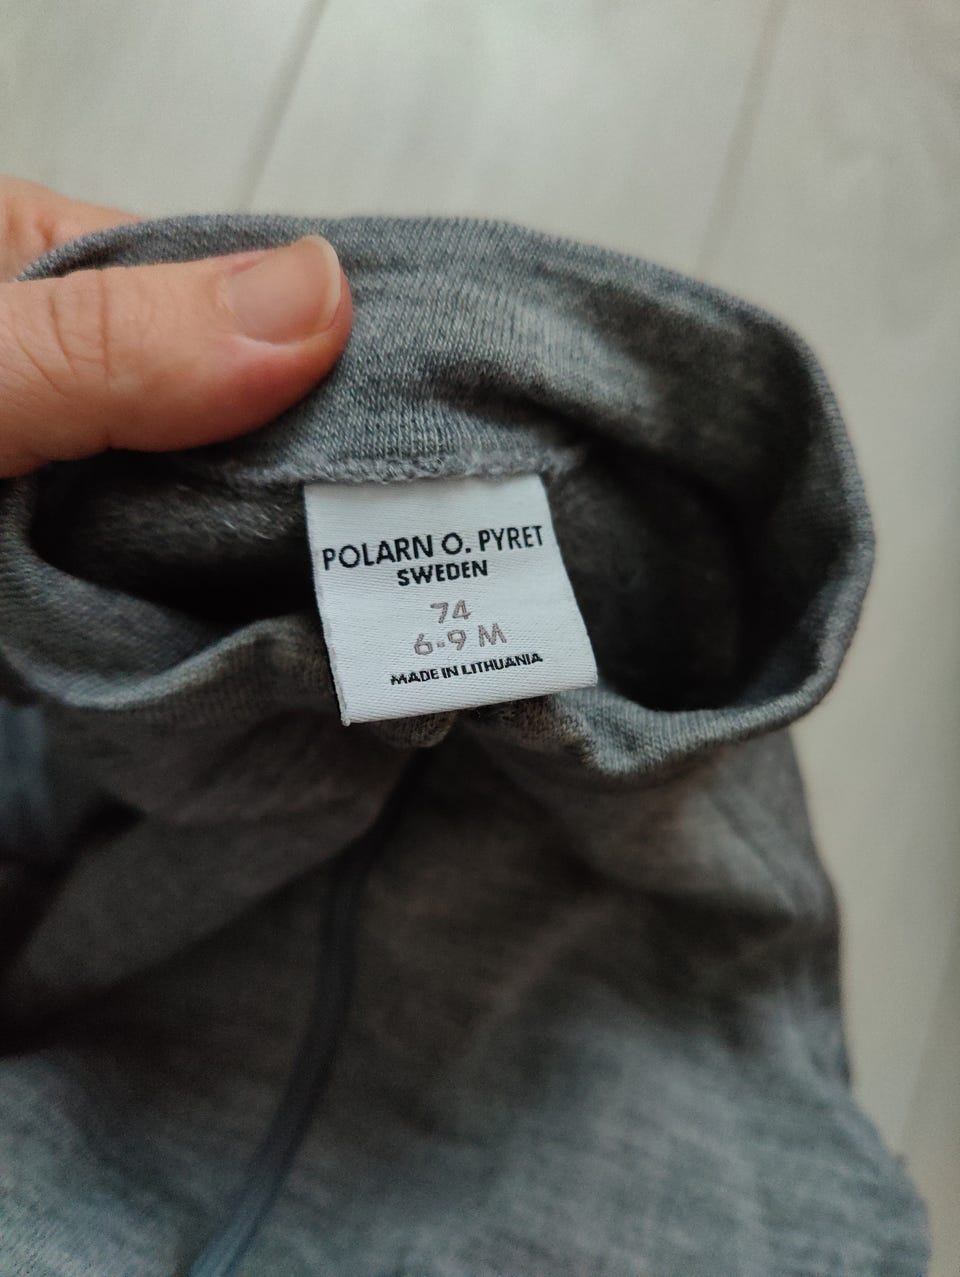 POLARN O. PYRET
SWEDEN
74
6-9 M
MADE IN LITHUANIA